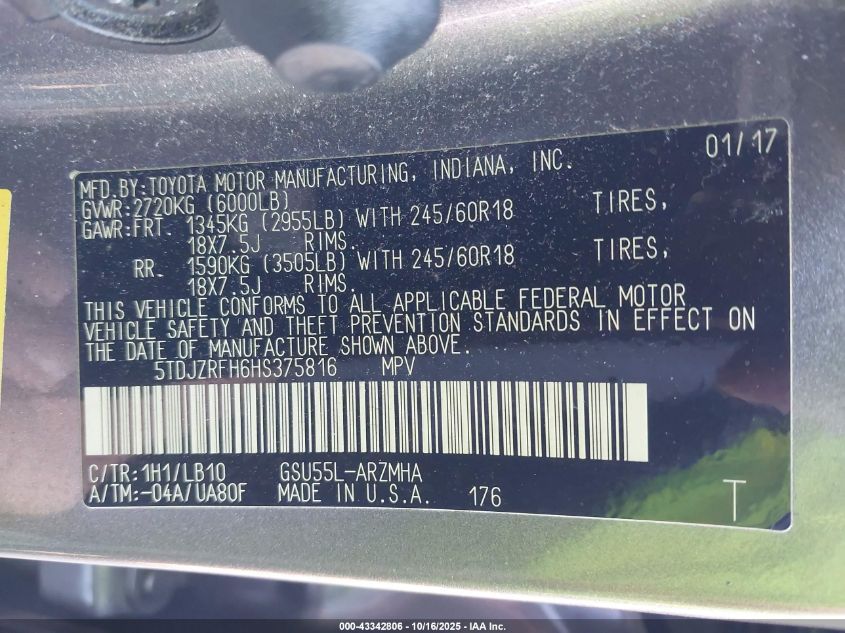 01/17
MFD.BY:TOYOTA MOTOR MANUFACTURING, INDIANA, INC.
GVWR:2720KG (6000LB)
GAWR:FRT. 1345KG (2955LB) WITH 245/60R18 TIRES,
18X7.5J RIMS.
RR. 1590KG (3505LB) WITH 245/60R18 TIRES,
18X7.5J RIMS.
THIS VEHICLE CONFORMS TO ALL APPLICABLE FEDERAL MOTOR
VEHICLE SAFETY AND THEFT PREVENTION STANDARDS IN EFFECT ON
THE DATE OF MANUFACTURE SHOWN ABOVE.
5TDJZRFH6HS375816 MPV
C/TR:1H1/LB10 GSU55L-ARZMHA
A/TM:-04A/UA80F MADE IN U.S.A. 176 T
000-43342806 - 10/16/2025 - IAA Inc.